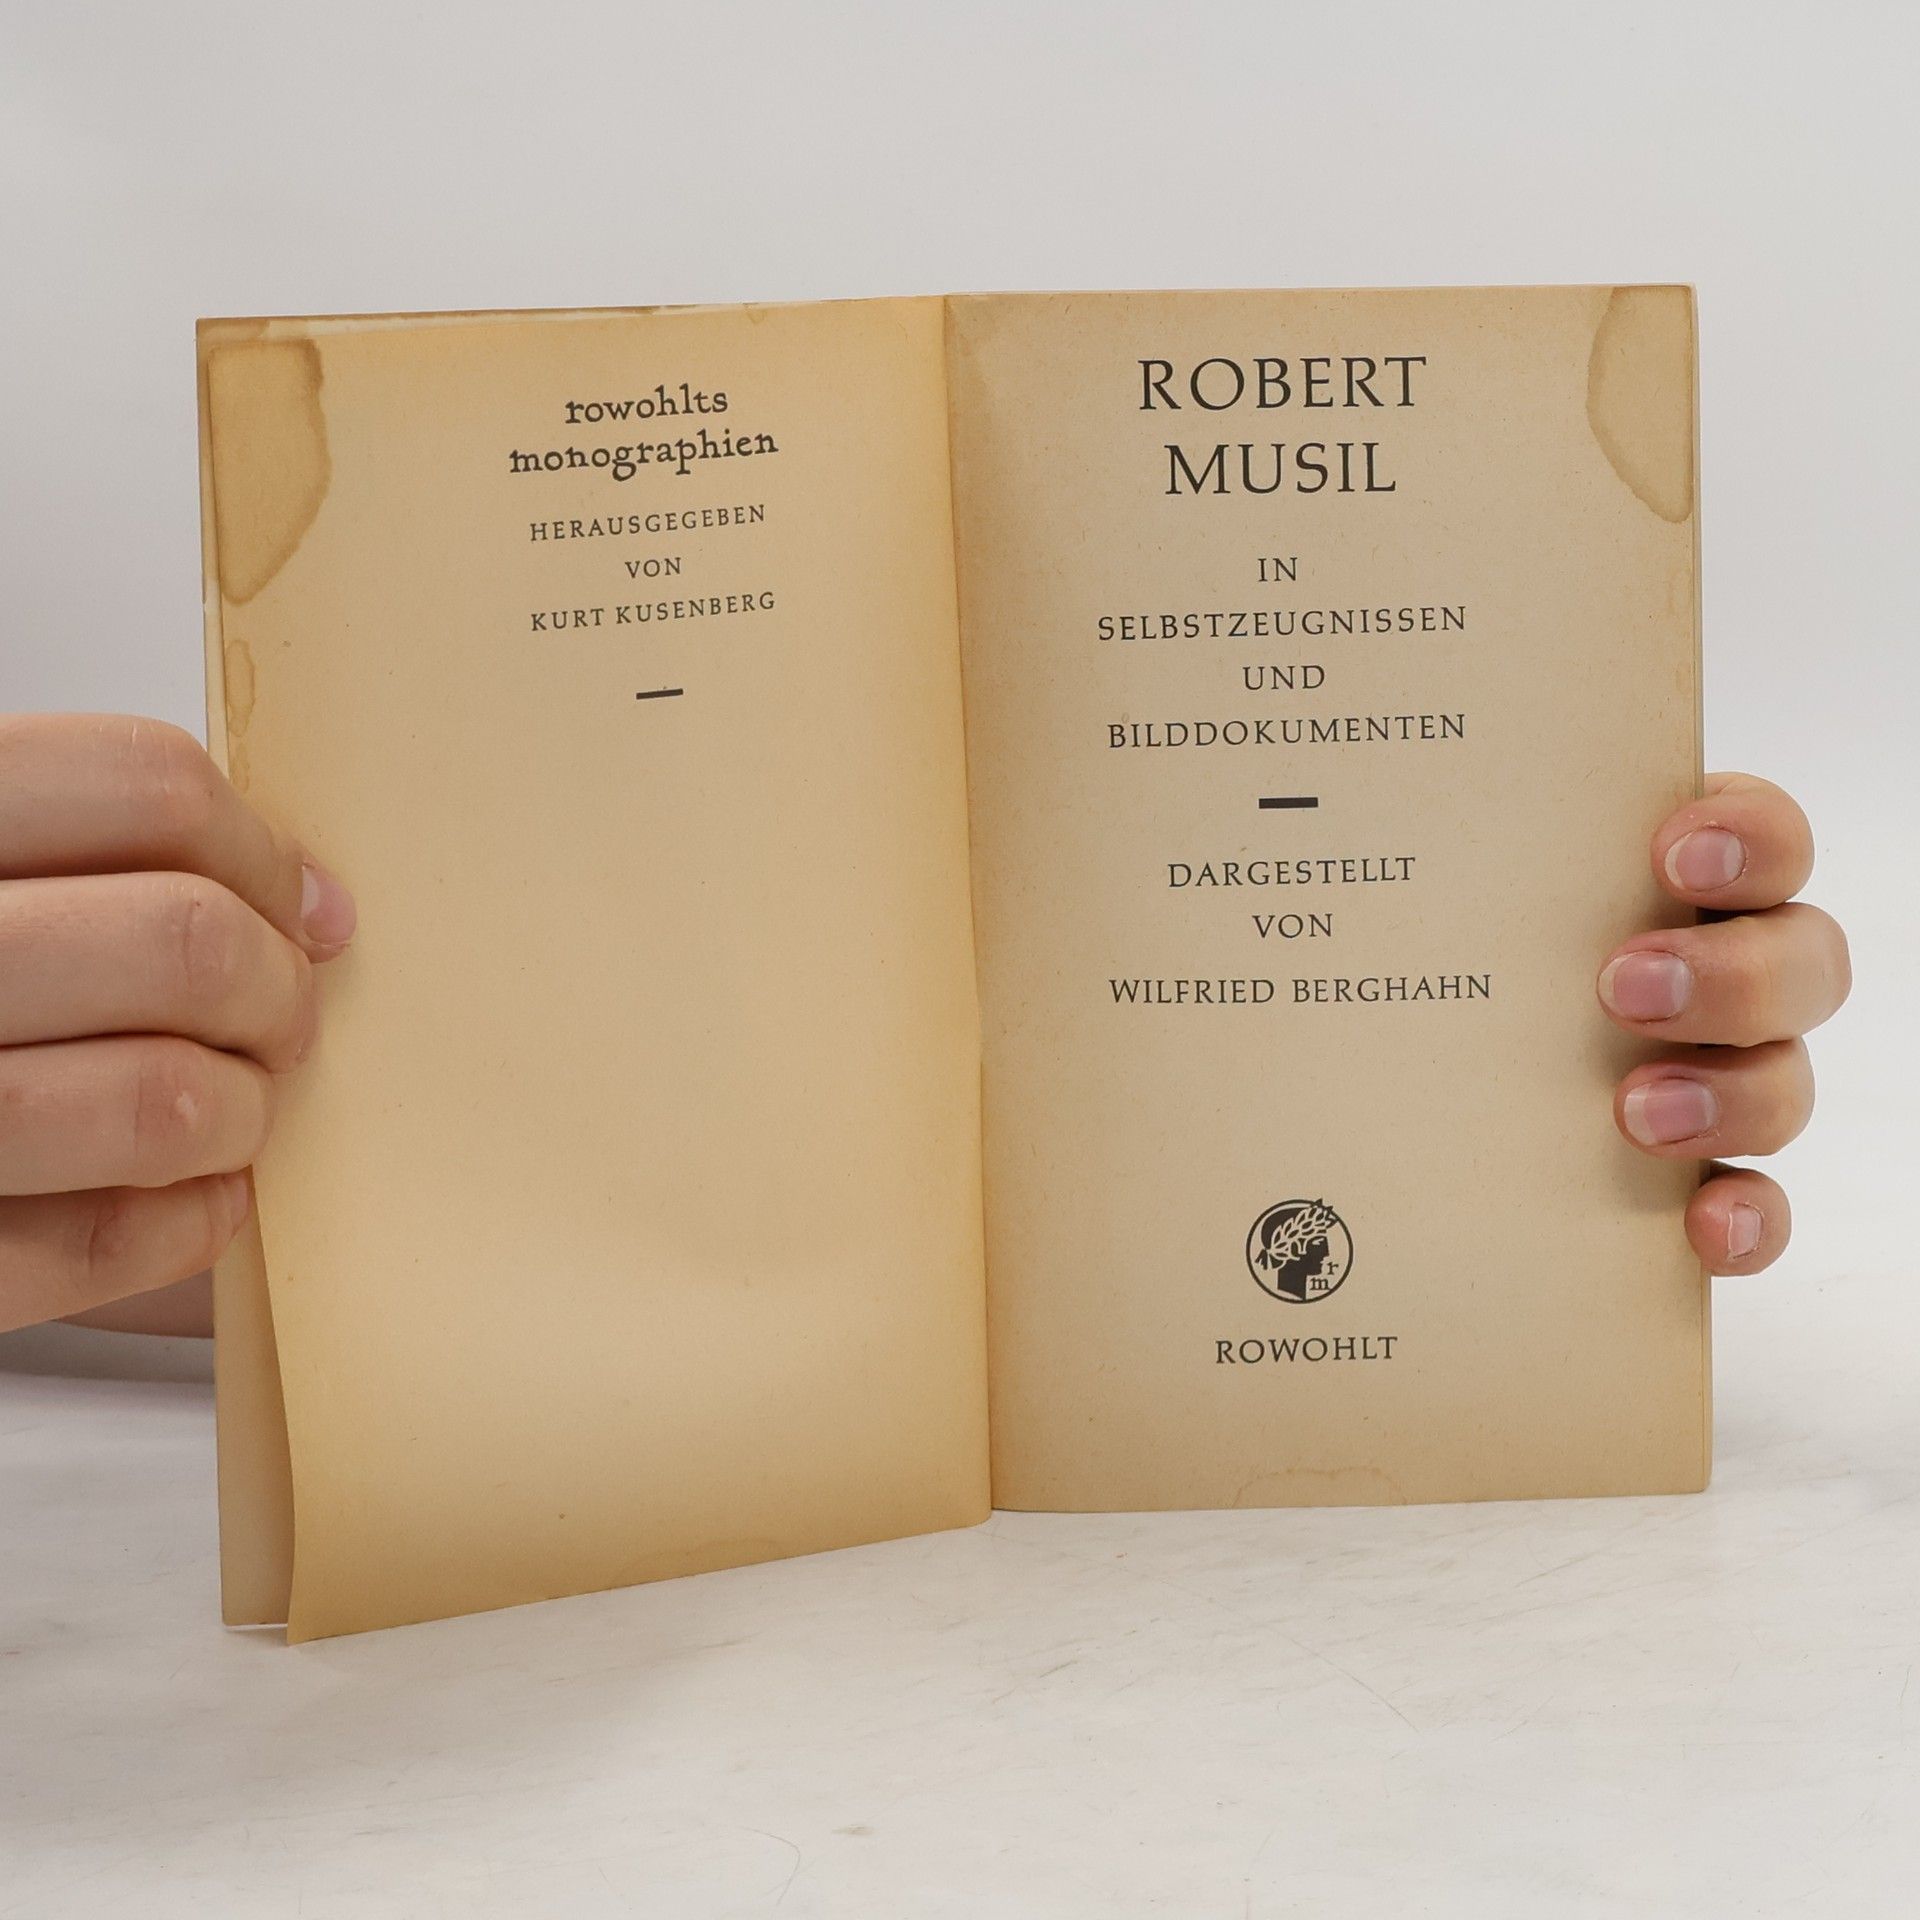 rowohlts
monographien
HERAUSGEGEBEN
VON
KURT KUSENBERG
ROBERT
MUSIL
IN
SELBSTZEUGNISSEN
UND
BILDDOKUMENTEN
DARGESTELLT
VON
WILFRIED BERGHAHN
r
m
ROWOHLT